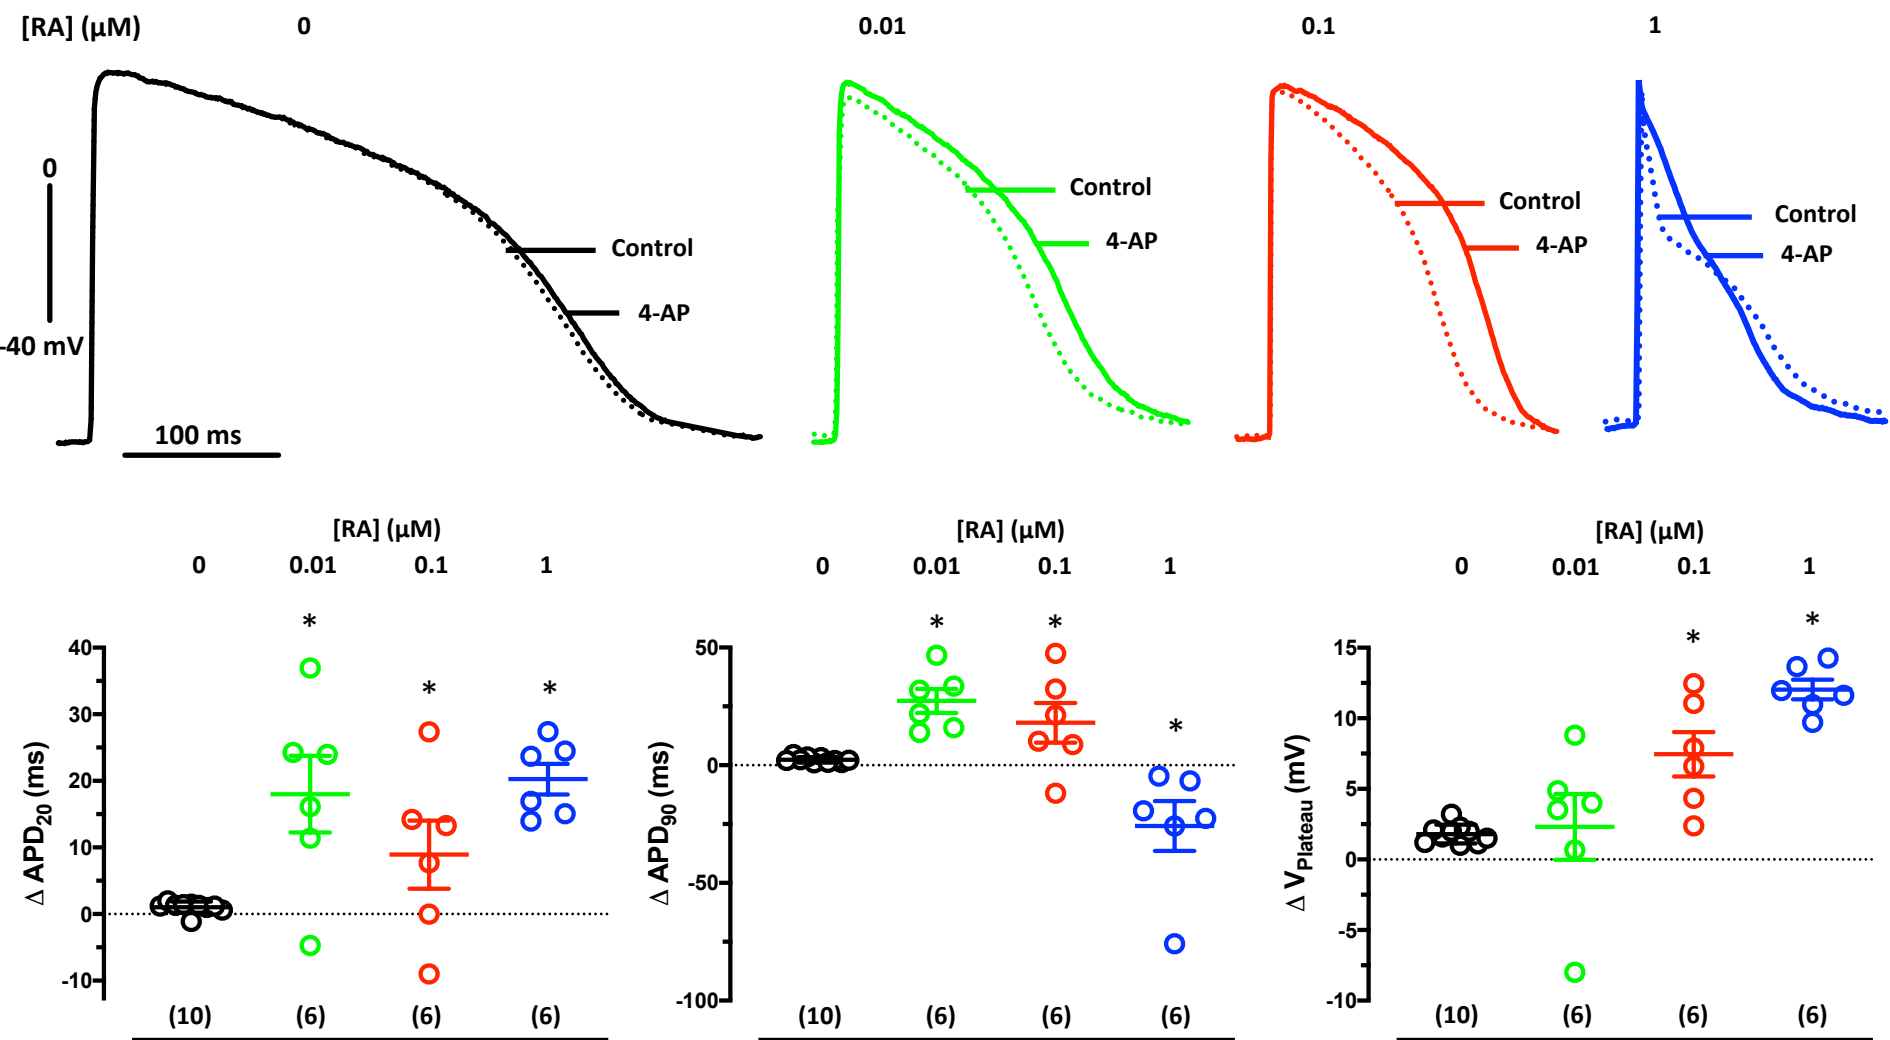 [RA] (µM) 0 0.01 0.1 1
0
-40 mV
100 ms
Control
4-AP
Control
4-AP
Control
4-AP
Control
4-AP
[RA] (µM)
0 0.01 0.1 1
* * * *
40
30
20
10
0
-10
Δ APD20 (ms)
(10) (6) (6) (6)
[RA] (µM)
0 0.01 0.1 1
* * *
50
0
-50
-100
Δ APD90 (ms)
(10) (6) (6) (6)
[RA] (µM)
0 0.01 0.1 1
* *
15
10
5
0
-5
-10
Δ VPlateau (mV)
(10) (6) (6) (6)